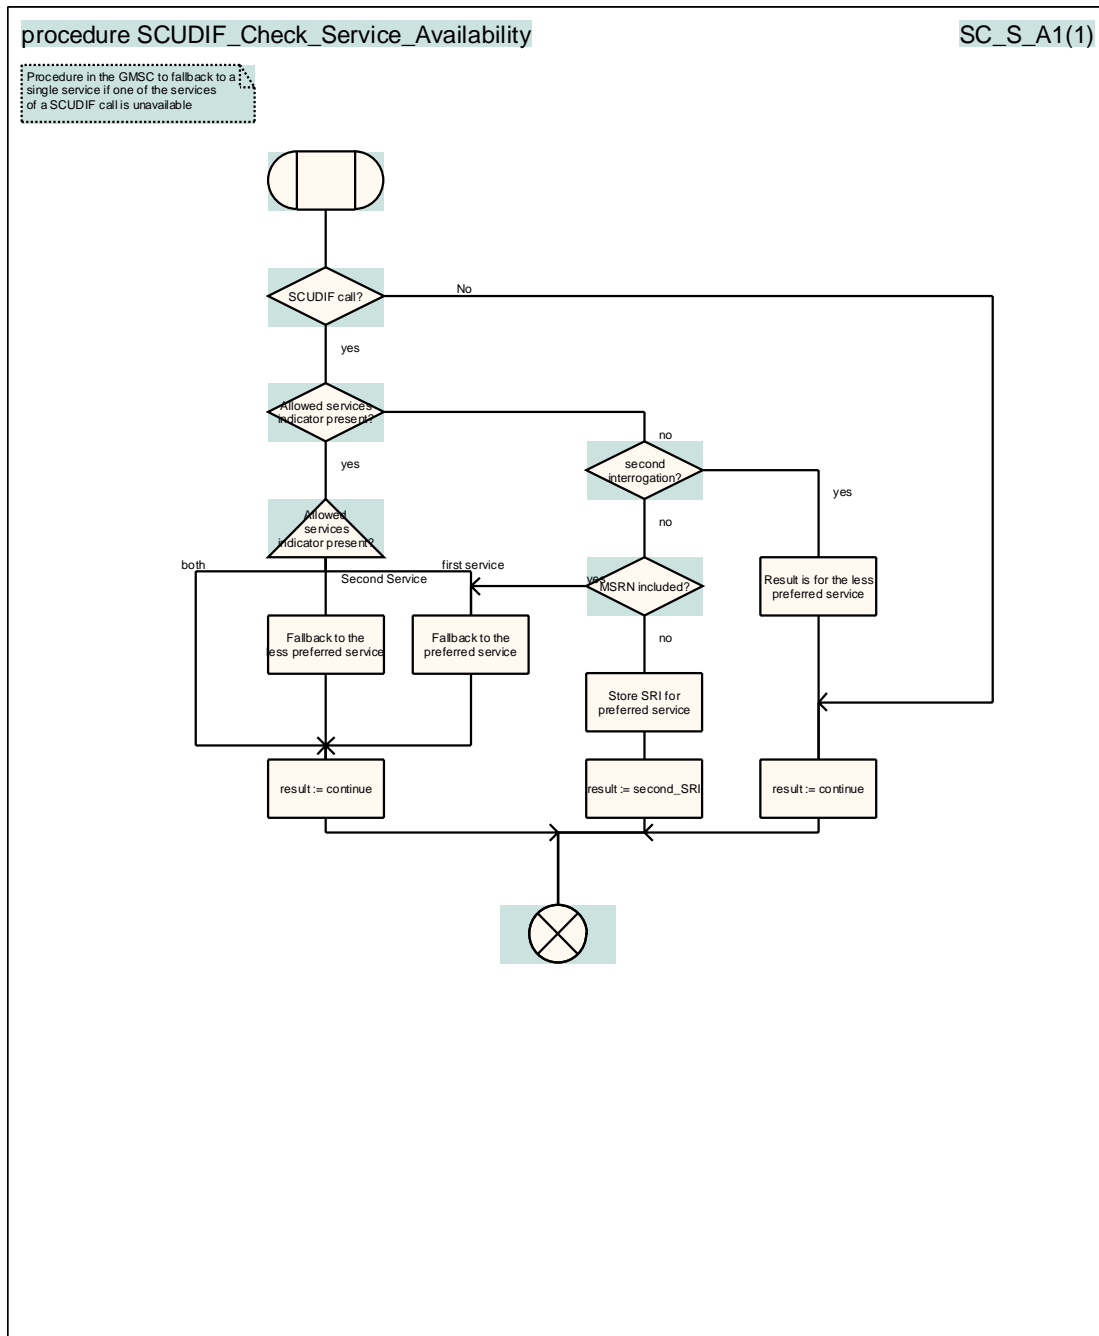 procedure SCUDIF_Check_Service_Availability
SC_S_A1(1)
Procedure in the GMSC to fallback to a
single service if one of the services
of a SCUDIF call is unavailable
SCUDIF call?
No
yes
Allowed services
indicator present?
no
yes
second
interrogation?
yes
no
Allowed
services
indicator present?
both
Second Service
first service
yes
MSRN included?
Result is for the less
preferred service
no
Fallback to the
less preferred service
Fallback to the
preferred service
Store SRI for
preferred service
result := continue
result := second_SRI
result := continue